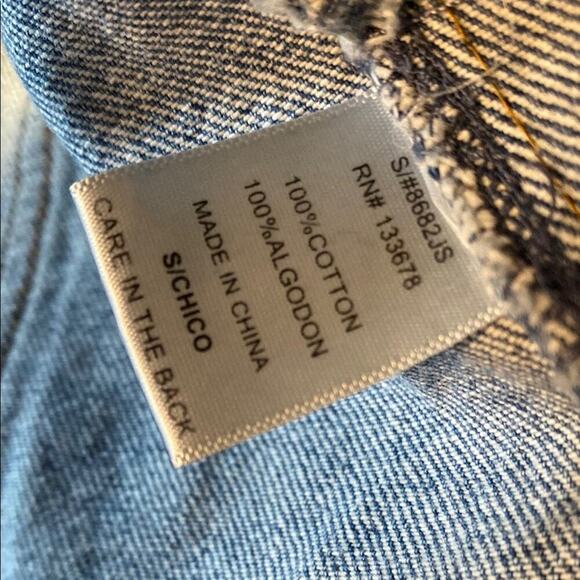 S/#8682JS
RN# 133678
100%COTTON
100%ALGODON
MADE IN CHINA
S/CHICO
CARE IN THE BACK